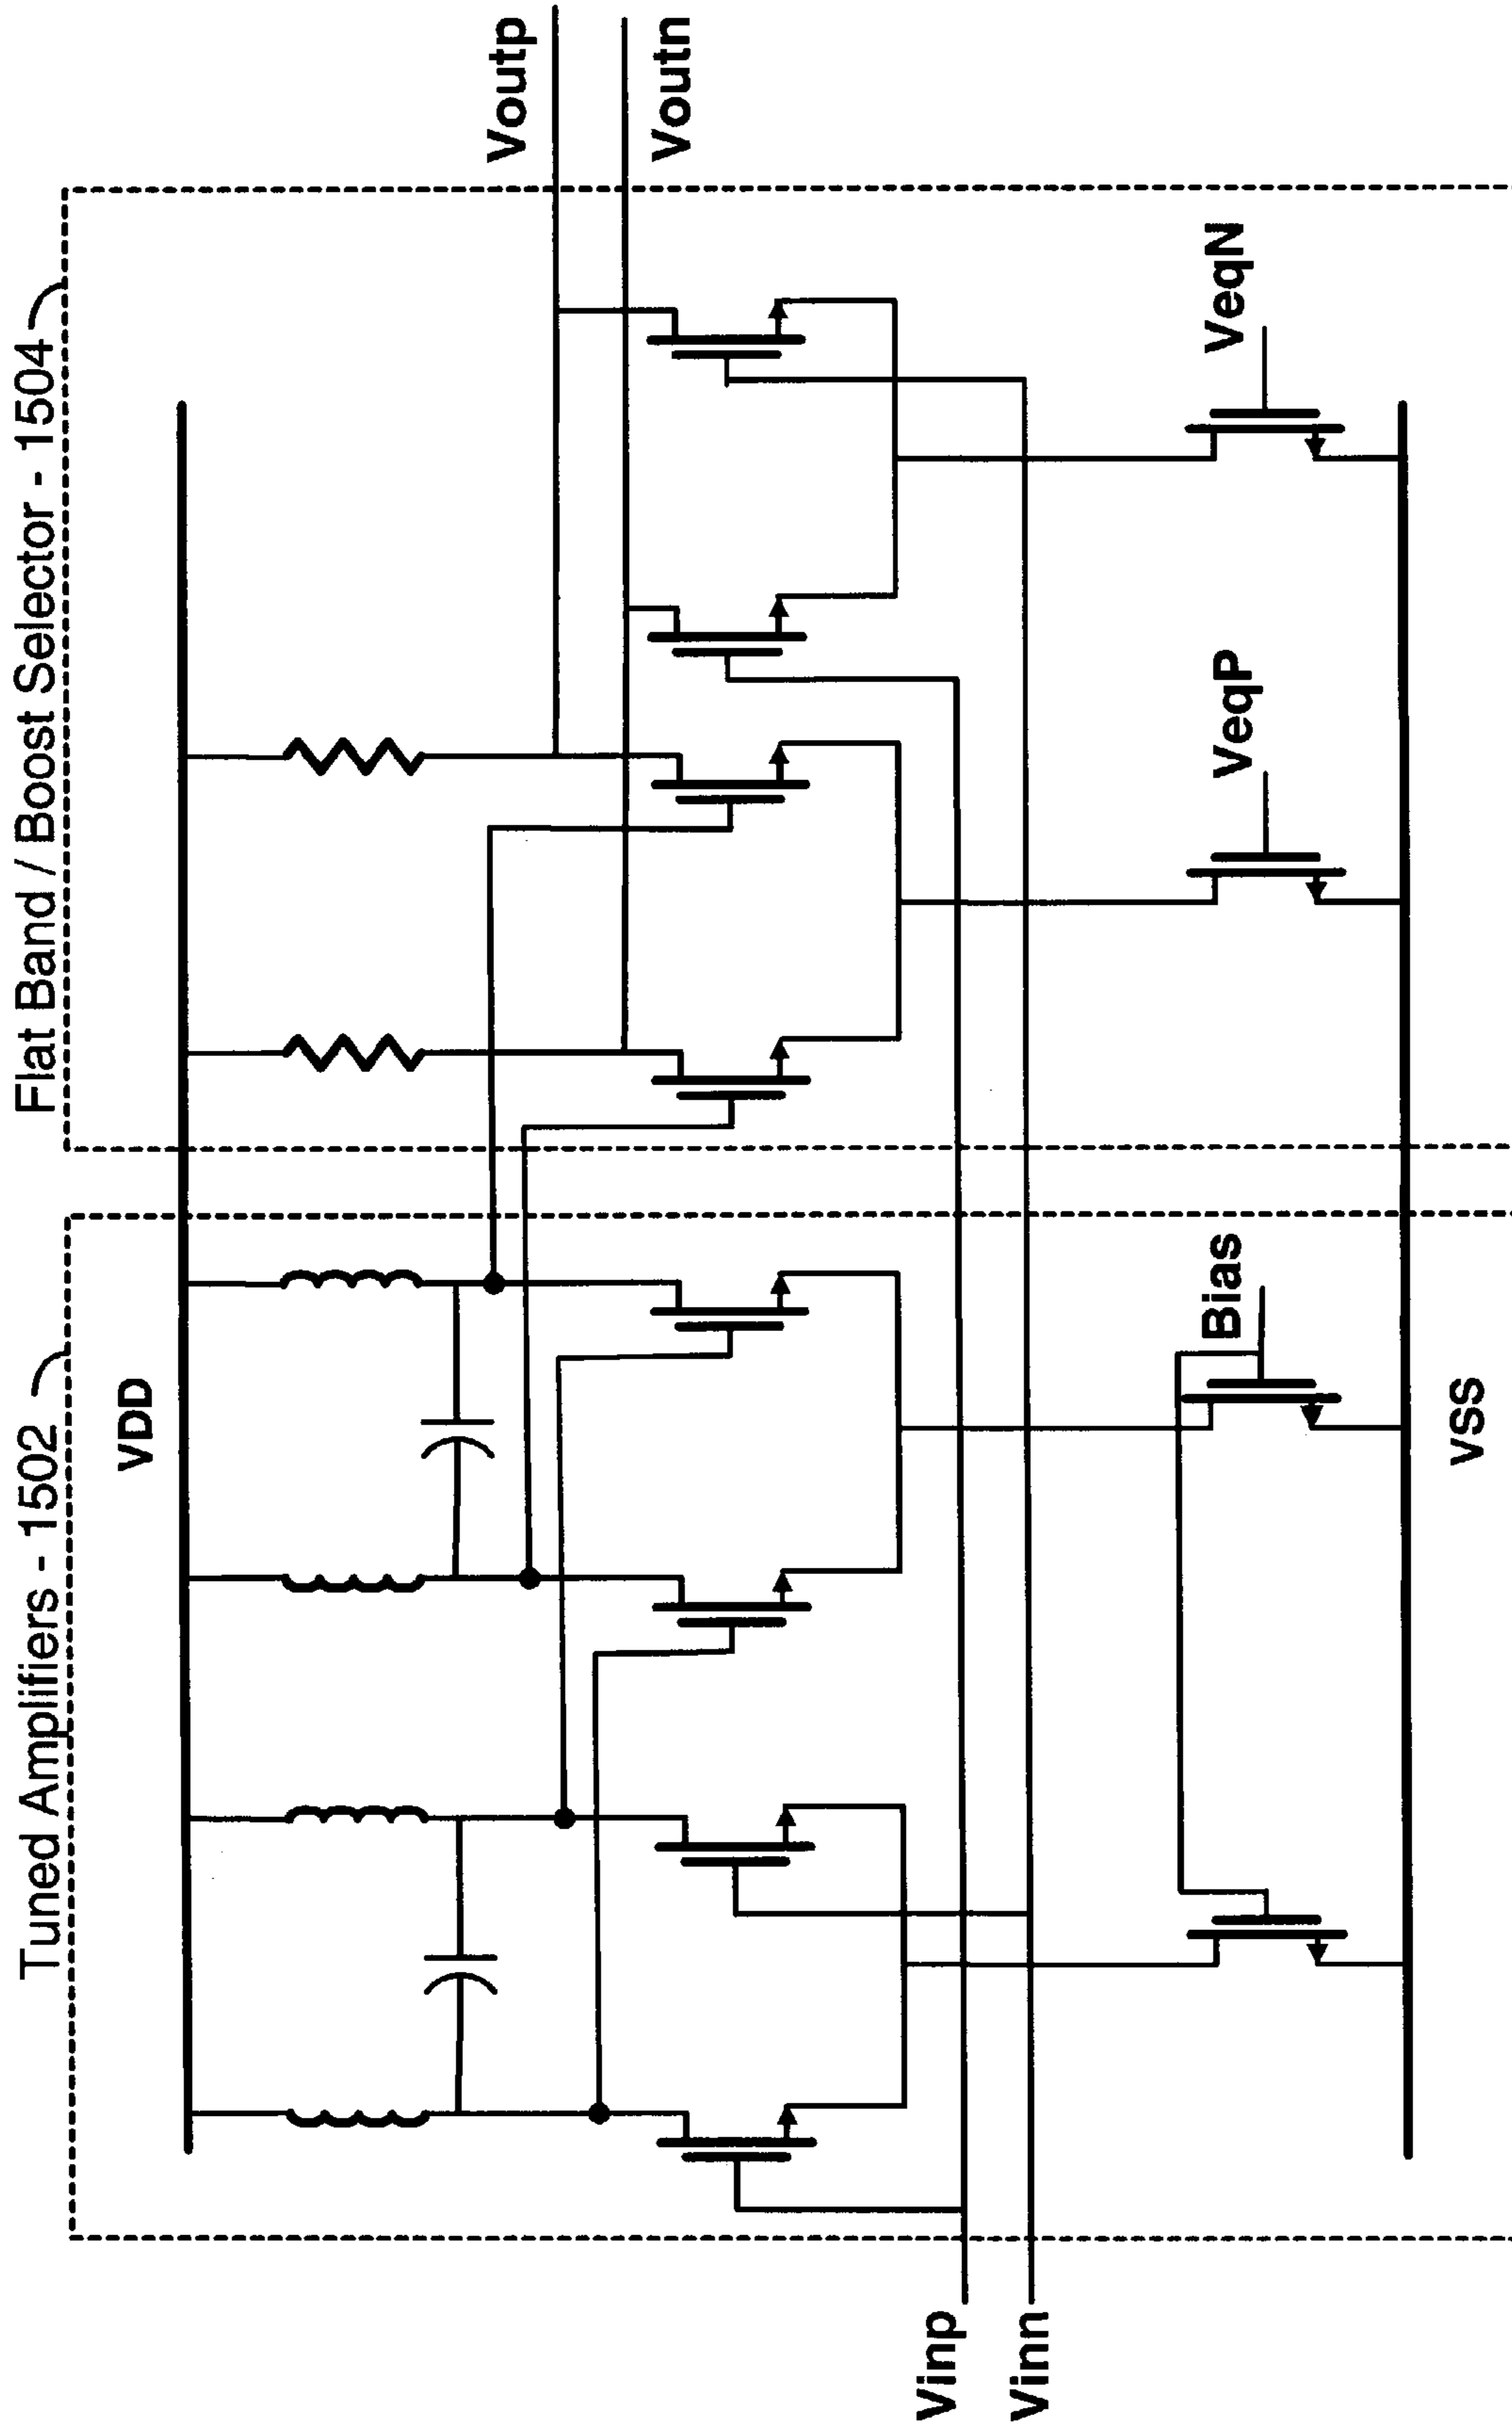 Tuned Amplifiers - 1502
Flat Band / Boost Selector - 1504
VDD
Voutp
Voutn
Vinp
Vinn
Bias
VeqP
VeqN
VSS